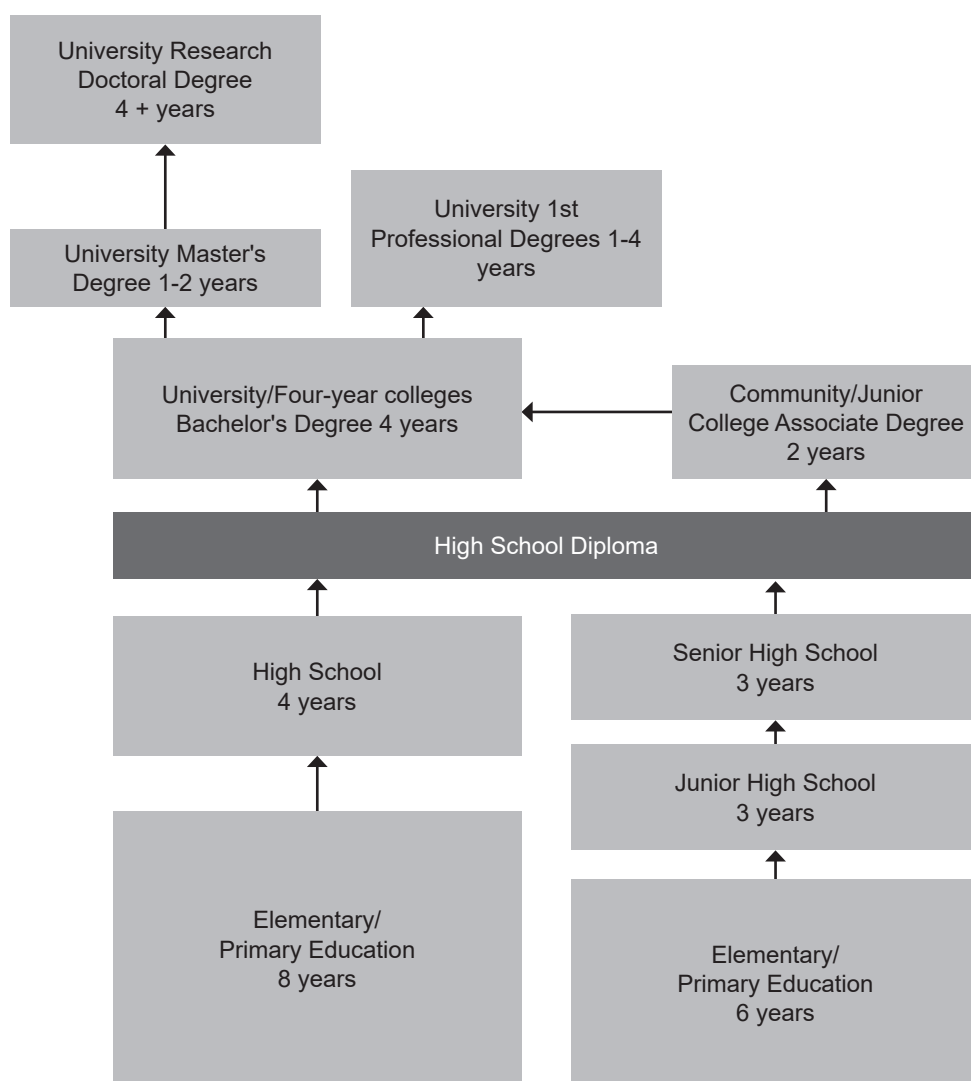 University Research
Doctoral Degree
4 + years
University 1st
Professional Degrees 1-4
years
University Master's
Degree 1-2 years
University/Four-year colleges
Bachelor's Degree 4 years
Community/Junior
College Associate Degree
2 years
High School Diploma
High School
4 years
Senior High School
3 years
Junior High School
3 years
Elementary/
Primary Education
8 years
Elementary/
Primary Education
6 years